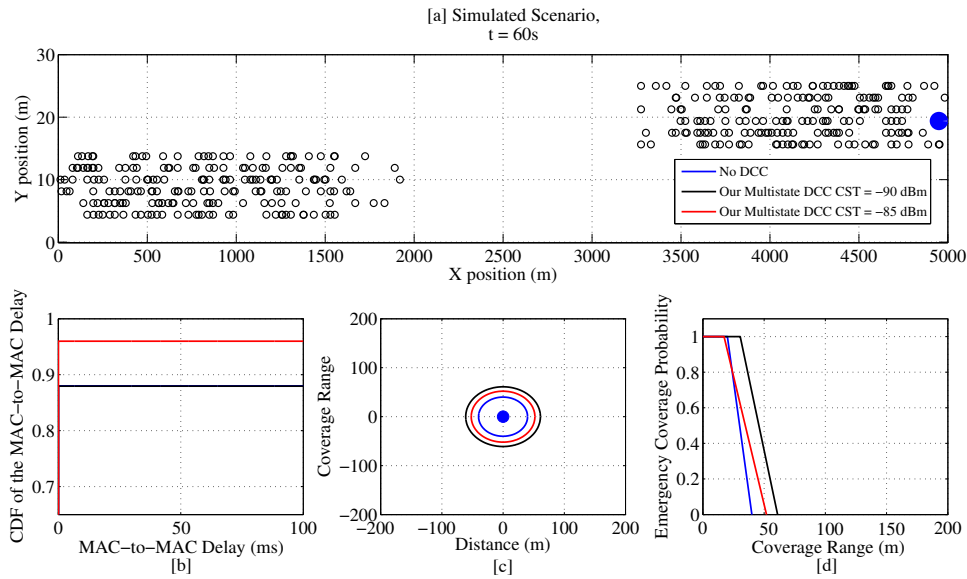 [a] Simulated Scenario,
t = 60s
Y position (m)
30
20
10
0
0 500 1000 1500 2000 2500 3000 3500 4000 4500 5000
X position (m)
No DCC
Our Multistate DCC CST = −90 dBm
Our Multistate DCC CST = −85 dBm
CDF of the MAC−to−MAC Delay
1
0.9
0.8
0.7
0 50 100
MAC−to−MAC Delay (ms)
[b]
Coverage Range
200
100
0
−100
−200
−200 −100 0 100 200
Distance (m)
[c]
Emergency Coverage Probability
1
0.8
0.6
0.4
0.2
0
0 50 100 150 200
Coverage Range (m)
[d]